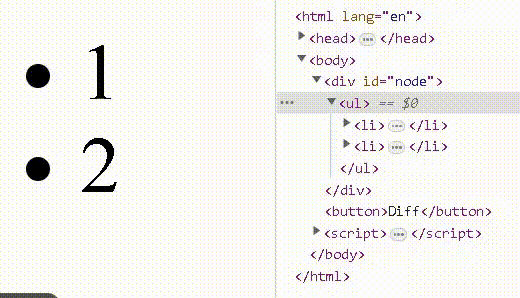 1
2
<html lang="en">
<head> ••• </head>
<body>
<div id="node">
••• <ul> == $0
<li> ••• </li>
<li> ••• </li>
</ul>
</div>
<button>Diff</button>
<script> ••• </script>
</body>
</html>